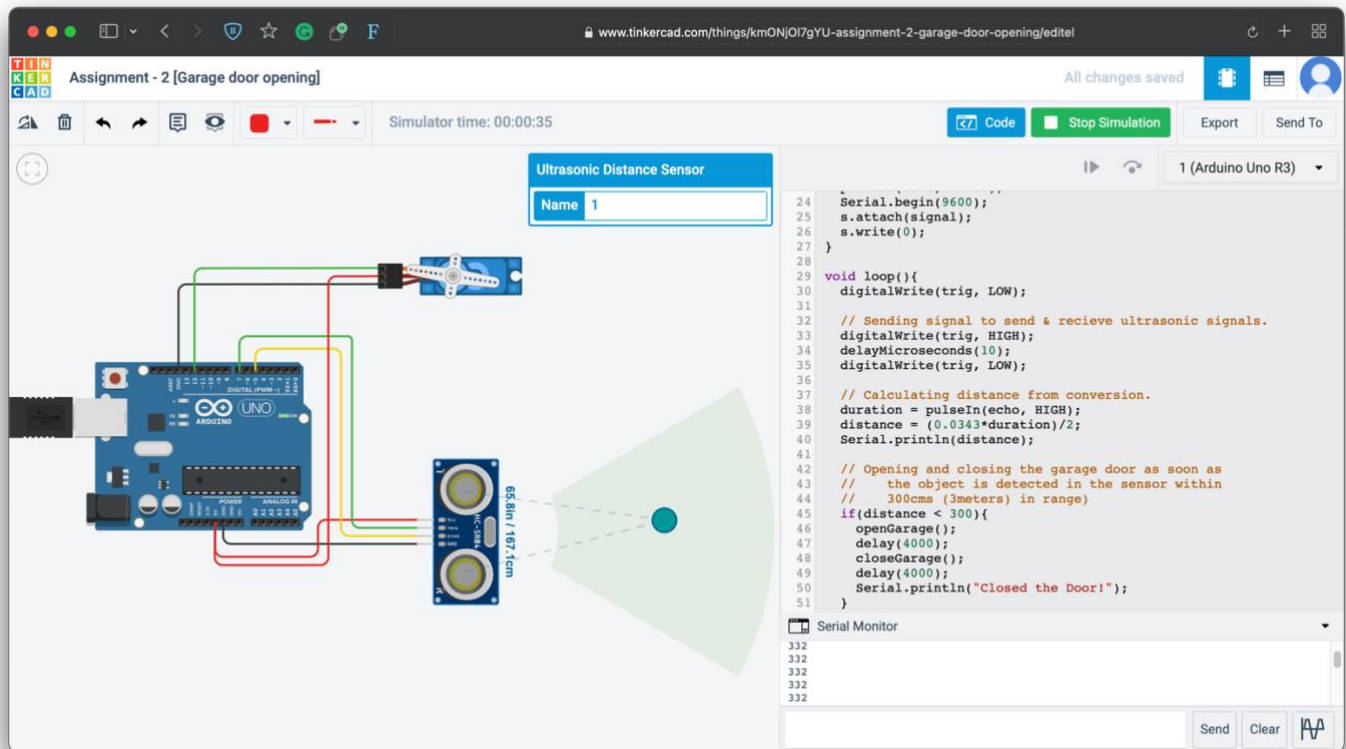 www.tinkercad.com/things/kmONjOl7gYU-assignment-2-garage-door-opening/editel
TIN
KER
CAD
Assignment - 2 [Garage door opening]
All changes saved
Simulator time: 00:00:35
Code
Stop Simulation
Export
Send To
1 (Arduino Uno R3)
Ultrasonic Distance Sensor
Name 1
24 Serial.begin(9600);
25 s.attach(signal);
26 s.write(0);
27 }
28
29 void loop(){
30 digitalWrite(trig, LOW);
31
32 // Sending signal to send & recieve ultrasonic signals.
33 digitalWrite(trig, HIGH);
34 delayMicroseconds(10);
35 digitalWrite(trig, LOW);
36
37 // Calculating distance from conversion.
38 duration = pulseIn(echo, HIGH);
39 distance = (0.0343*duration)/2;
40 Serial.println(distance);
41
42 // Opening and closing the garage door as soon as
43 // the object is detected in the sensor within
44 // 300cms (3meters) in range)
45 if(distance < 300){
46 openGarage();
47 delay(4000);
48 closeGarage();
49 delay(4000);
50 Serial.println("Closed the Door!");
51 }
Serial Monitor
332
332
332
332
332
Send
Clear
DIGITAL (PWM~)
UNO
ARDUINO
POWER
ANALOG IN
HC-SR04
VCC
TRIG
ECHO
GND
65.8in / 167.1cm